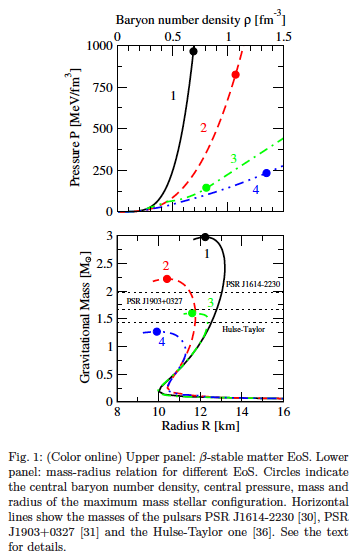 Baryon number density ρ [fm⁻³]
0 0.5 1 1.5
Pressure P [MeV/fm³]
1000
750
500
250
0
1
2
3
4
Gravitational Mass [M⊙]
3
2.5
2
1.5
1
0.5
0
1
2
3
4
PSR J1614-2230
PSR J1903+0327
Hulse-Taylor
8 10 12 14 16
Radius R [km]
Fig. 1: (Color online) Upper panel: β-stable matter EoS. Lower
panel: mass-radius relation for different EoS. Circles indicate
the central baryon number density, central pressure, mass and
radius of the maximum mass stellar configuration. Horizontal
lines show the masses of the pulsars PSR J1614-2230 [30], PSR
J1903+0327 [31] and the Hulse-Taylor one [36]. See the text
for details.